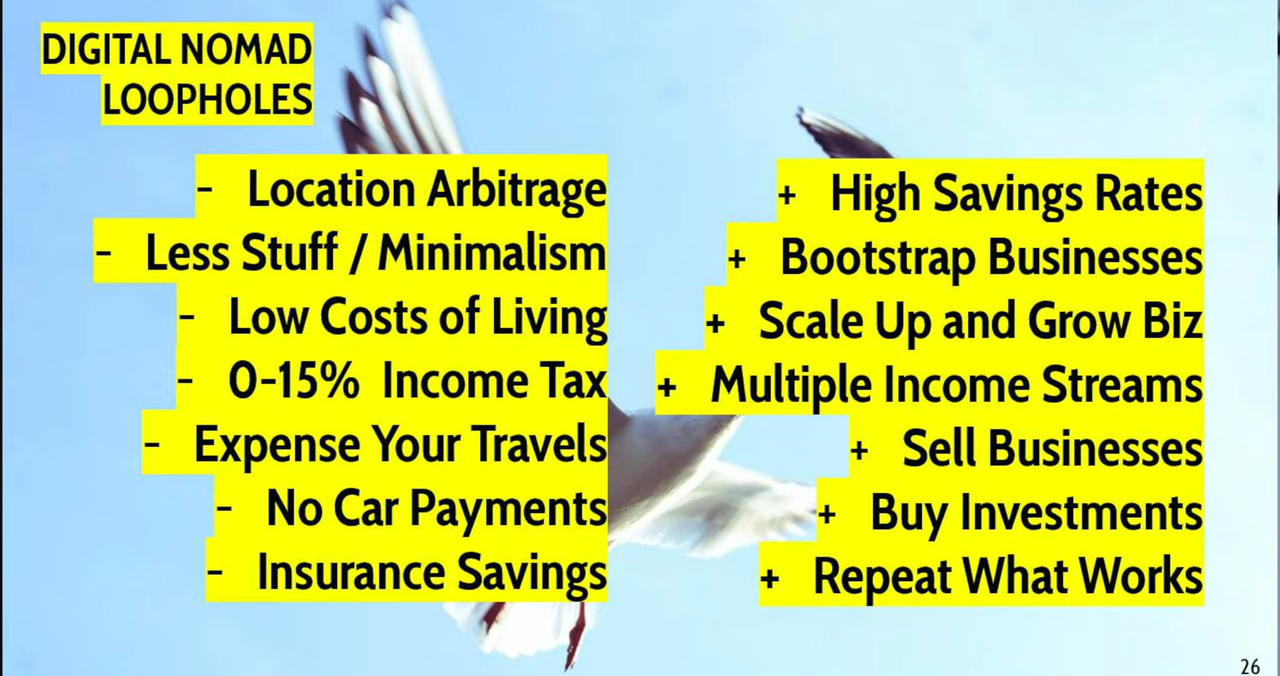 DIGITAL NOMAD
LOOPHOLES
- Location Arbitrage
- Less Stuff / Minimalism
- Low Costs of Living
- 0-15% Income Tax
- Expense Your Travels
- No Car Payments
- Insurance Savings
+ High Savings Rates
+ Bootstrap Businesses
+ Scale Up and Grow Biz
+ Multiple Income Streams
+ Sell Businesses
+ Buy Investments
+ Repeat What Works
26